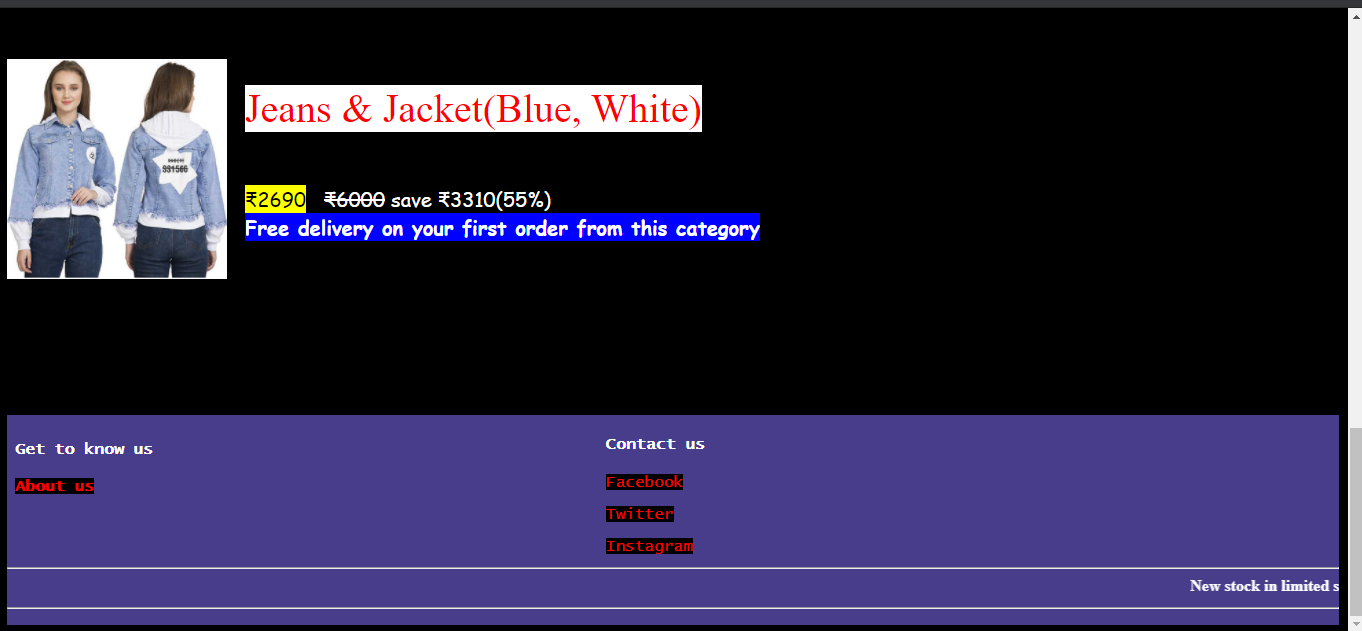 Jeans & Jacket(Blue, White)
₹2690 ₹6000 save ₹3310(55%)
Free delivery on your first order from this category
931566
Get to know us
About us
Contact us
Facebook
Twitter
Instagram
New stock in limited s